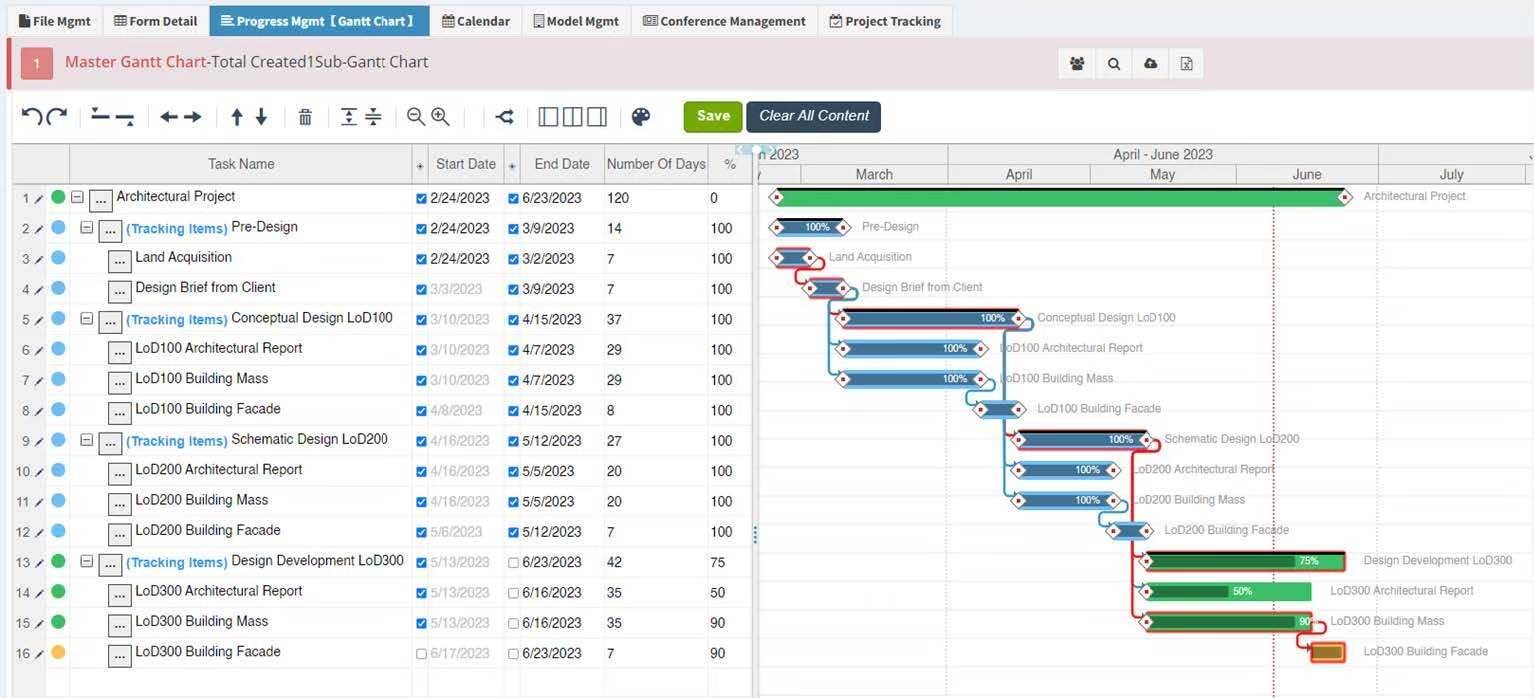 File Mgmt Form Detail Progress Mgmt【Gantt Chart】 Calendar Model Mgmt Conference Management Project Tracking
1 Master Gantt Chart-Total Created1Sub-Gantt Chart
Save Clear All Content
Task Name Start Date End Date Number Of Days %
2023 April - June 2023
March April May June July
1 ... Architectural Project 2/24/2023 6/23/2023 120 0 Architectural Project
2 ... (Tracking Items) Pre-Design 2/24/2023 3/9/2023 14 100 100% Pre-Design
3 ... Land Acquisition 2/24/2023 3/2/2023 7 100 Land Acquisition
4 ... Design Brief from Client 3/3/2023 3/9/2023 7 100 Design Brief from Client
5 ... (Tracking Items) Conceptual Design LoD100 3/10/2023 4/15/2023 37 100 100% Conceptual Design LoD100
6 ... LoD100 Architectural Report 3/10/2023 4/7/2023 29 100 100% LoD100 Architectural Report
7 ... LoD100 Building Mass 3/10/2023 4/7/2023 29 100 100% LoD100 Building Mass
8 ... LoD100 Building Facade 4/8/2023 4/15/2023 8 100 LoD100 Building Facade
9 ... (Tracking Items) Schematic Design LoD200 4/16/2023 5/12/2023 27 100 100% Schematic Design LoD200
10 ... LoD200 Architectural Report 4/16/2023 5/5/2023 20 100 100% LoD200 Architectural Report
11 ... LoD200 Building Mass 4/16/2023 5/5/2023 20 100 100% LoD200 Building Mass
12 ... LoD200 Building Facade 5/6/2023 5/12/2023 7 100 LoD200 Building Facade
13 ... (Tracking Items) Design Development LoD300 5/13/2023 6/23/2023 42 75 75% Design Development LoD300
14 ... LoD300 Architectural Report 5/13/2023 6/16/2023 35 50 50% LoD300 Architectural Report
15 ... LoD300 Building Mass 5/13/2023 6/16/2023 35 90 90 LoD300 Building Mass
16 ... LoD300 Building Facade 6/17/2023 6/23/2023 7 90 LoD300 Building Facade